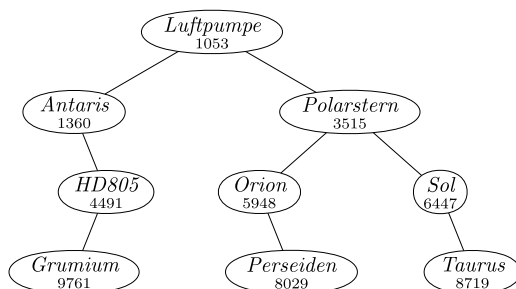 Luftpumpe
1053
Antaris
1360
Polarstern
3515
HD805
4491
Orion
5948
Sol
6447
Grumium
9761
Perseiden
8029
Taurus
8719